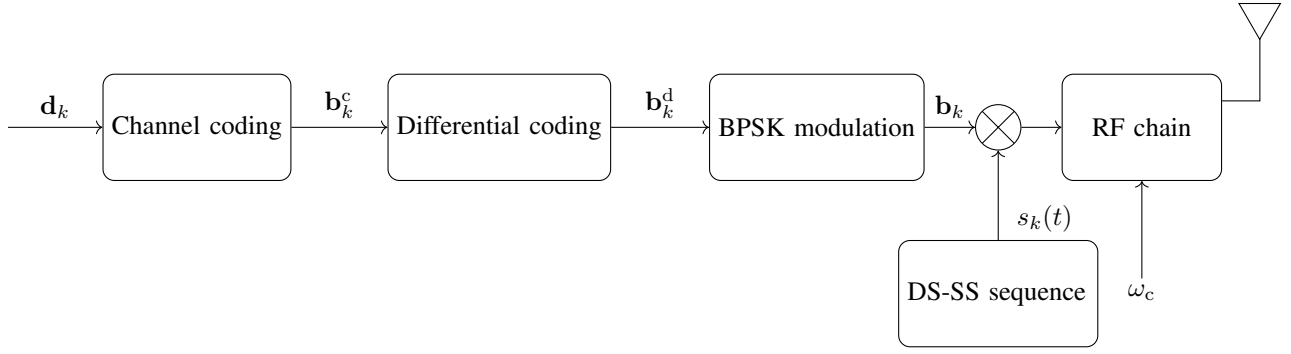 d_k
Channel coding
b_k^c
Differential coding
b_k^d
BPSK modulation
b_k
RF chain
s_k(t)
DS-SS sequence
ω_c